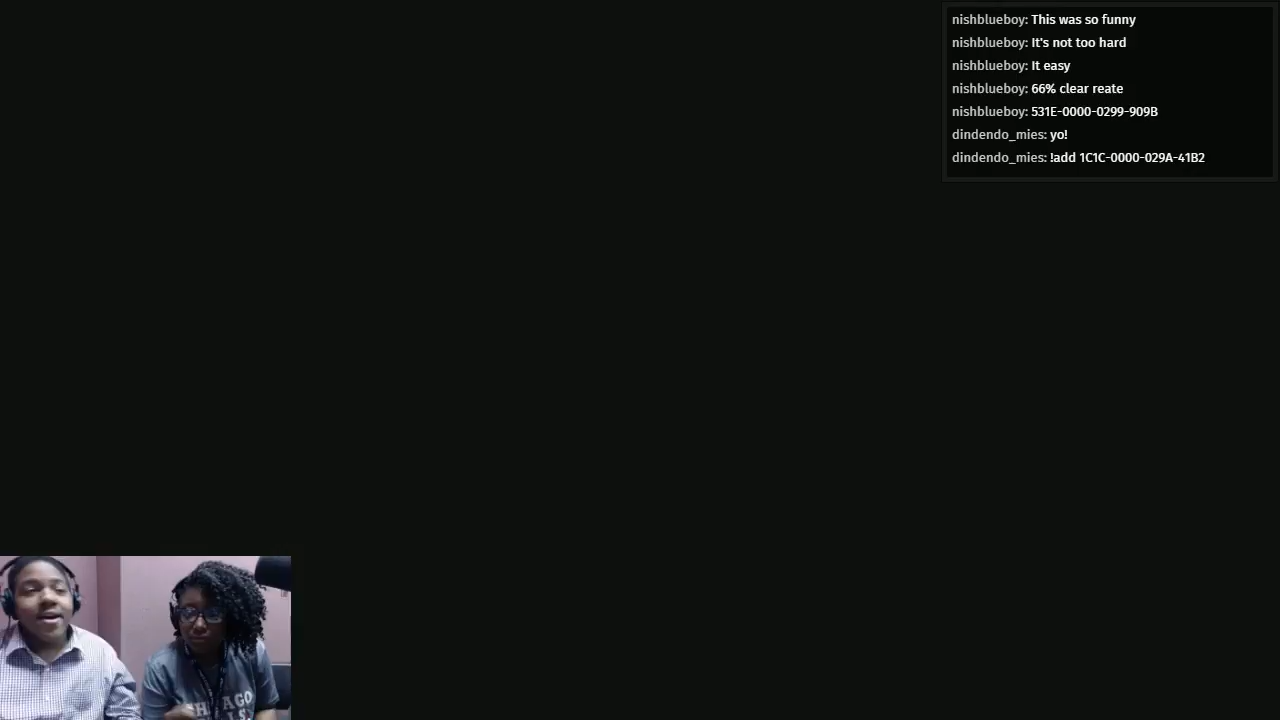 nishblueboy: This was so funny
nishblueboy: It's not too hard
nishblueboy: It easy
nishblueboy: 66% clear reate
nishblueboy: 531E-0000-0299-909B
dindendo_mies: yo!
dindendo_mies: !add 1C1C-0000-029A-41B2
CHICAGO